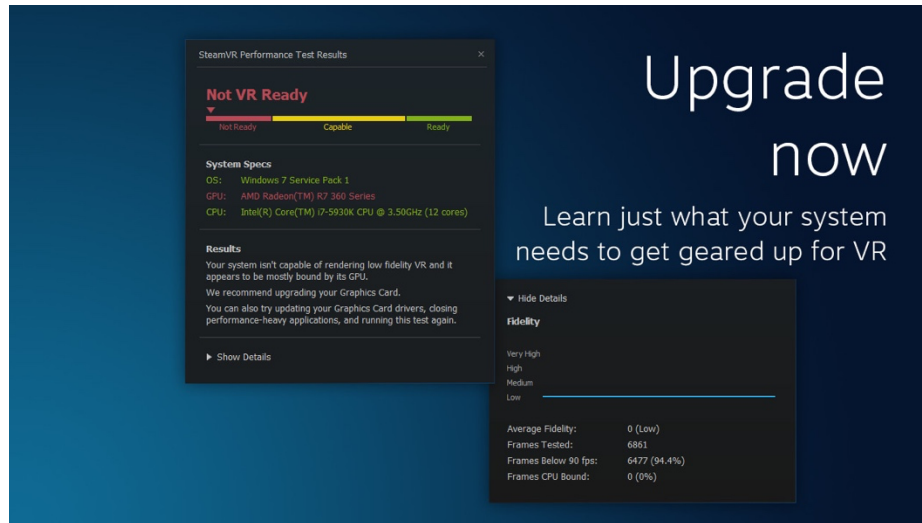 SteamVR Performance Test Results
Not VR Ready
Not Ready Capable Ready
System Specs
OS: Windows 7 Service Pack 1
GPU: AMD Radeon(TM) R7 360 Series
CPU: Intel(R) Core(TM) i7-5930K CPU @ 3.50GHz (12 cores)
Results
Your system isn't capable of rendering low fidelity VR and it
appears to be mostly bound by its GPU.
We recommend upgrading your Graphics Card.
You can also try updating your Graphics Card drivers, closing
performance-heavy applications, and running this test again.
Show Details
Upgrade
now
Learn just what your system
needs to get geared up for VR
Hide Details
Fidelity
Very High
High
Medium
Low
Average Fidelity: 0 (Low)
Frames Tested: 6861
Frames Below 90 fps: 6477 (94.4%)
Frames CPU Bound: 0 (0%)